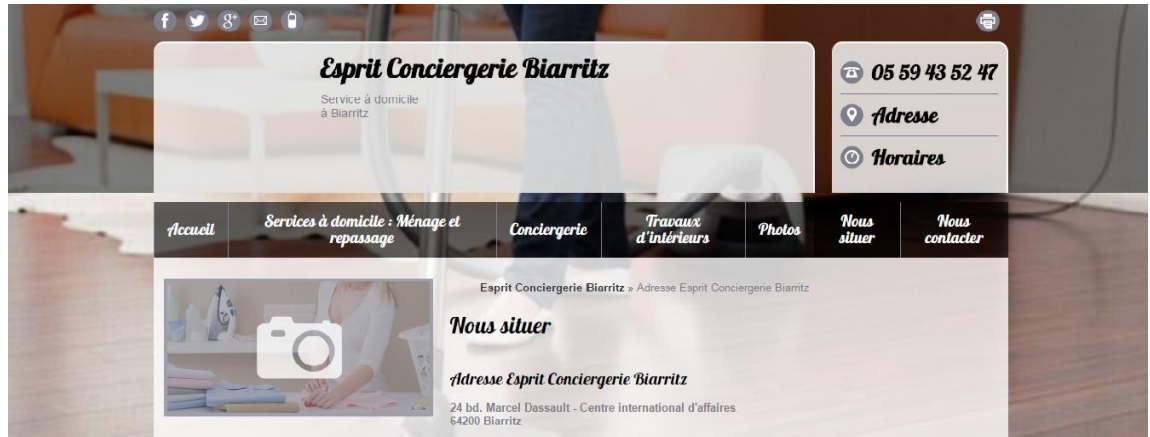 Esprit Conciergerie Biarritz
Service à domicile
à Biarritz
05 59 43 52 47
Adresse
Horaires
Accueil
Services à domicile : Ménage et
repassage
Conciergerie
Travaux
d'intérieurs
Photos
Nous
situer
Nous
contacter
Esprit Conciergerie Biarritz » Adresse Esprit Conciergerie Biarritz
Nous situer
Adresse Esprit Conciergerie Biarritz
24 bd. Marcel Dassault - Centre international d'affaires
64200 Biarritz